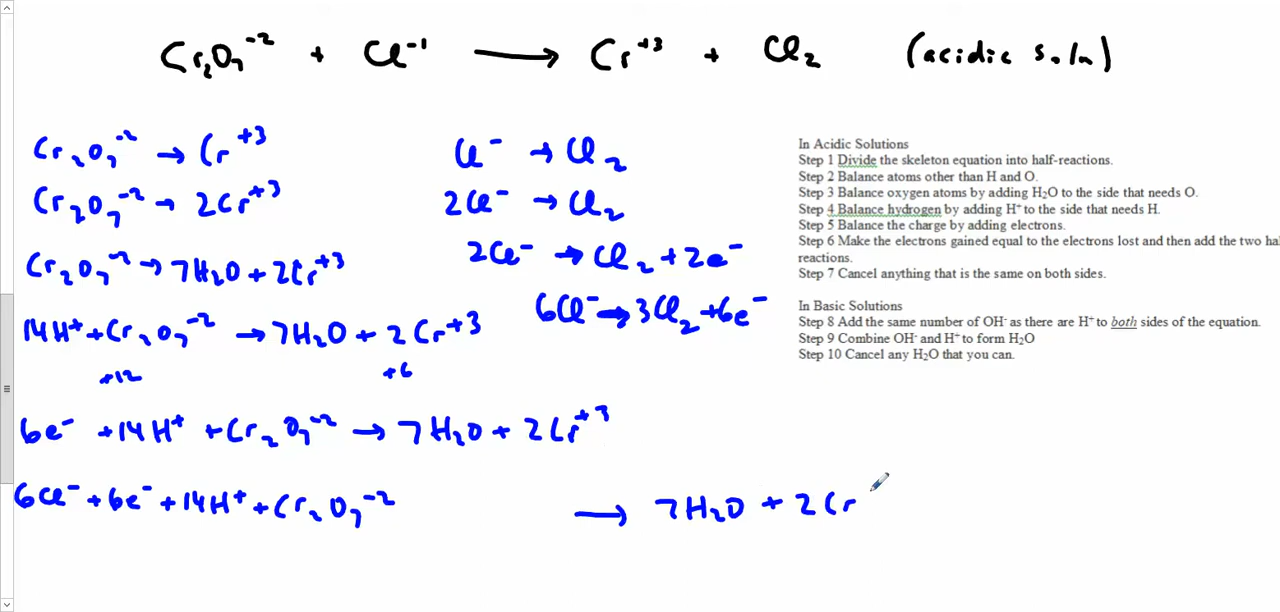 Cr₂O₇⁻² + Cl⁻¹ → Cr⁺³ + Cl₂ (acidic soln)
Cr₂O₇⁻² → Cr⁺³
Cr₂O₇⁻² → 2Cr⁺³
Cr₂O₇⁻² → 7H₂O + 2Cr⁺³
14H⁺ + Cr₂O₇⁻² → 7H₂O + 2Cr⁺³
+12 +6
6e⁻ + 14H⁺ + Cr₂O₇⁻² → 7H₂O + 2Cr⁺³
6Cl⁻ + 6e⁻ + 14H⁺ + Cr₂O₇⁻² → 7H₂O + 2Cr
Cl⁻ → Cl₂
2Cl⁻ → Cl₂
2Cl⁻ → Cl₂ + 2e⁻
6Cl⁻ → 3Cl₂ + 6e⁻
In Acidic Solutions
Step 1 Divide the skeleton equation into half-reactions.
Step 2 Balance atoms other than H and O.
Step 3 Balance oxygen atoms by adding H₂O to the side that needs O.
Step 4 Balance hydrogen by adding H⁺ to the side that needs H.
Step 5 Balance the charge by adding electrons.
Step 6 Make the electrons gained equal to the electrons lost and then add the two hal
reactions.
Step 7 Cancel anything that is the same on both sides.
In Basic Solutions
Step 8 Add the same number of OH⁻ as there are H⁺ to both sides of the equation.
Step 9 Combine OH⁻ and H⁺ to form H₂O
Step 10 Cancel any H₂O that you can.